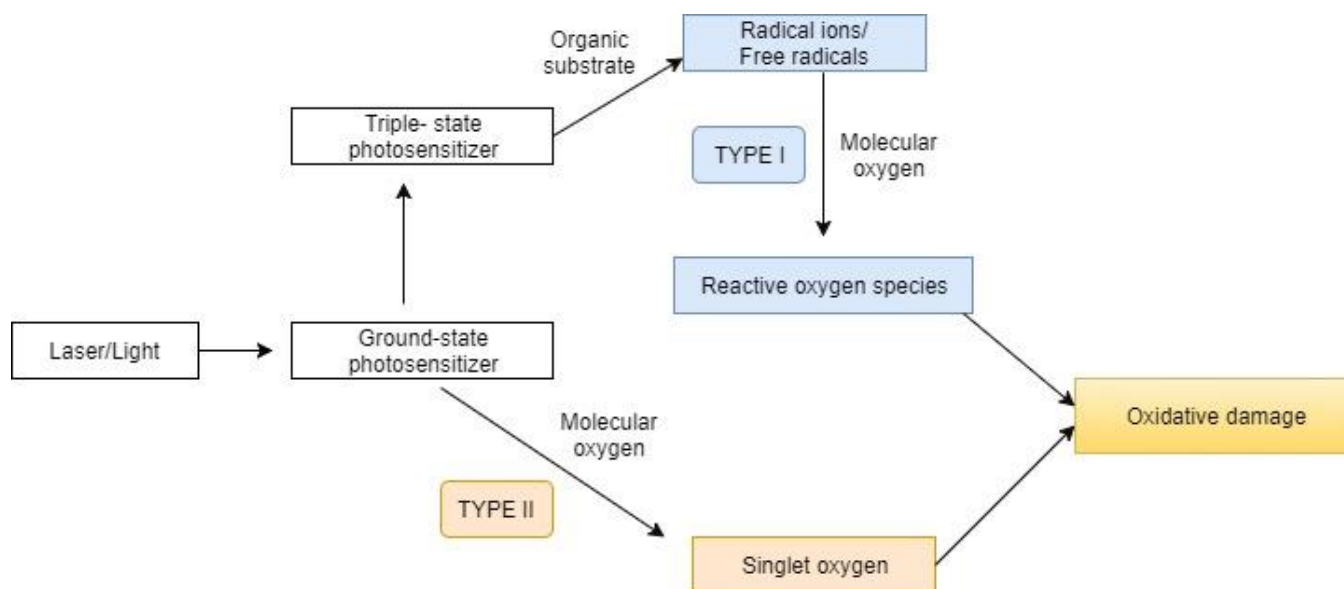 Organic
substrate
Radical ions/
Free radicals
Triple- state
photosensitizer
TYPE I
Molecular
oxygen
Reactive oxygen species
Laser/Light
Ground-state
photosensitizer
Molecular
oxygen
Oxidative damage
TYPE II
Singlet oxygen